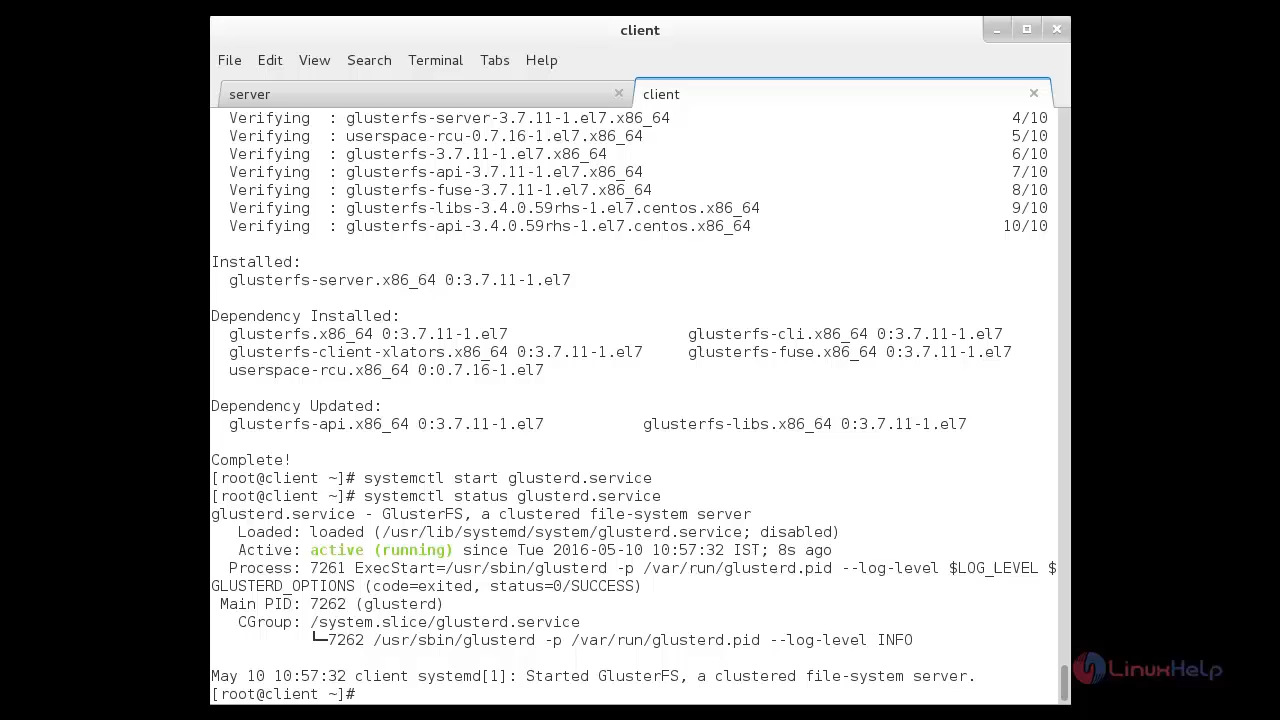 client
File Edit View Search Terminal Tabs Help
server client
Verifying : glusterfs-server-3.7.11-1.el7.x86_64 4/10
Verifying : userspace-rcu-0.7.16-1.el7.x86_64 5/10
Verifying : glusterfs-3.7.11-1.el7.x86_64 6/10
Verifying : glusterfs-api-3.7.11-1.el7.x86_64 7/10
Verifying : glusterfs-fuse-3.7.11-1.el7.x86_64 8/10
Verifying : glusterfs-libs-3.4.0.59rhs-1.el7.centos.x86_64 9/10
Verifying : glusterfs-api-3.4.0.59rhs-1.el7.centos.x86_64 10/10
Installed:
glusterfs-server.x86_64 0:3.7.11-1.el7
Dependency Installed:
glusterfs.x86_64 0:3.7.11-1.el7 glusterfs-cli.x86_64 0:3.7.11-1.el7
glusterfs-client-xlators.x86_64 0:3.7.11-1.el7 glusterfs-fuse.x86_64 0:3.7.11-1.el7
userspace-rcu.x86_64 0:0.7.16-1.el7
Dependency Updated:
glusterfs-api.x86_64 0:3.7.11-1.el7 glusterfs-libs.x86_64 0:3.7.11-1.el7
Complete!
[root@client ~]# systemctl start glusterd.service
[root@client ~]# systemctl status glusterd.service
glusterd.service - GlusterFS, a clustered file-system server
Loaded: loaded (/usr/lib/systemd/system/glusterd.service; disabled)
Active: active (running) since Tue 2016-05-10 10:57:32 IST; 8s ago
Process: 7261 ExecStart=/usr/sbin/glusterd -p /var/run/glusterd.pid --log-level $LOG_LEVEL $
GLUSTERD_OPTIONS (code=exited, status=0/SUCCESS)
Main PID: 7262 (glusterd)
CGroup: /system.slice/glusterd.service
└─7262 /usr/sbin/glusterd -p /var/run/glusterd.pid --log-level INFO
May 10 10:57:32 client systemd[1]: Started GlusterFS, a clustered file-system server.
[root@client ~]#
LinuxHelp